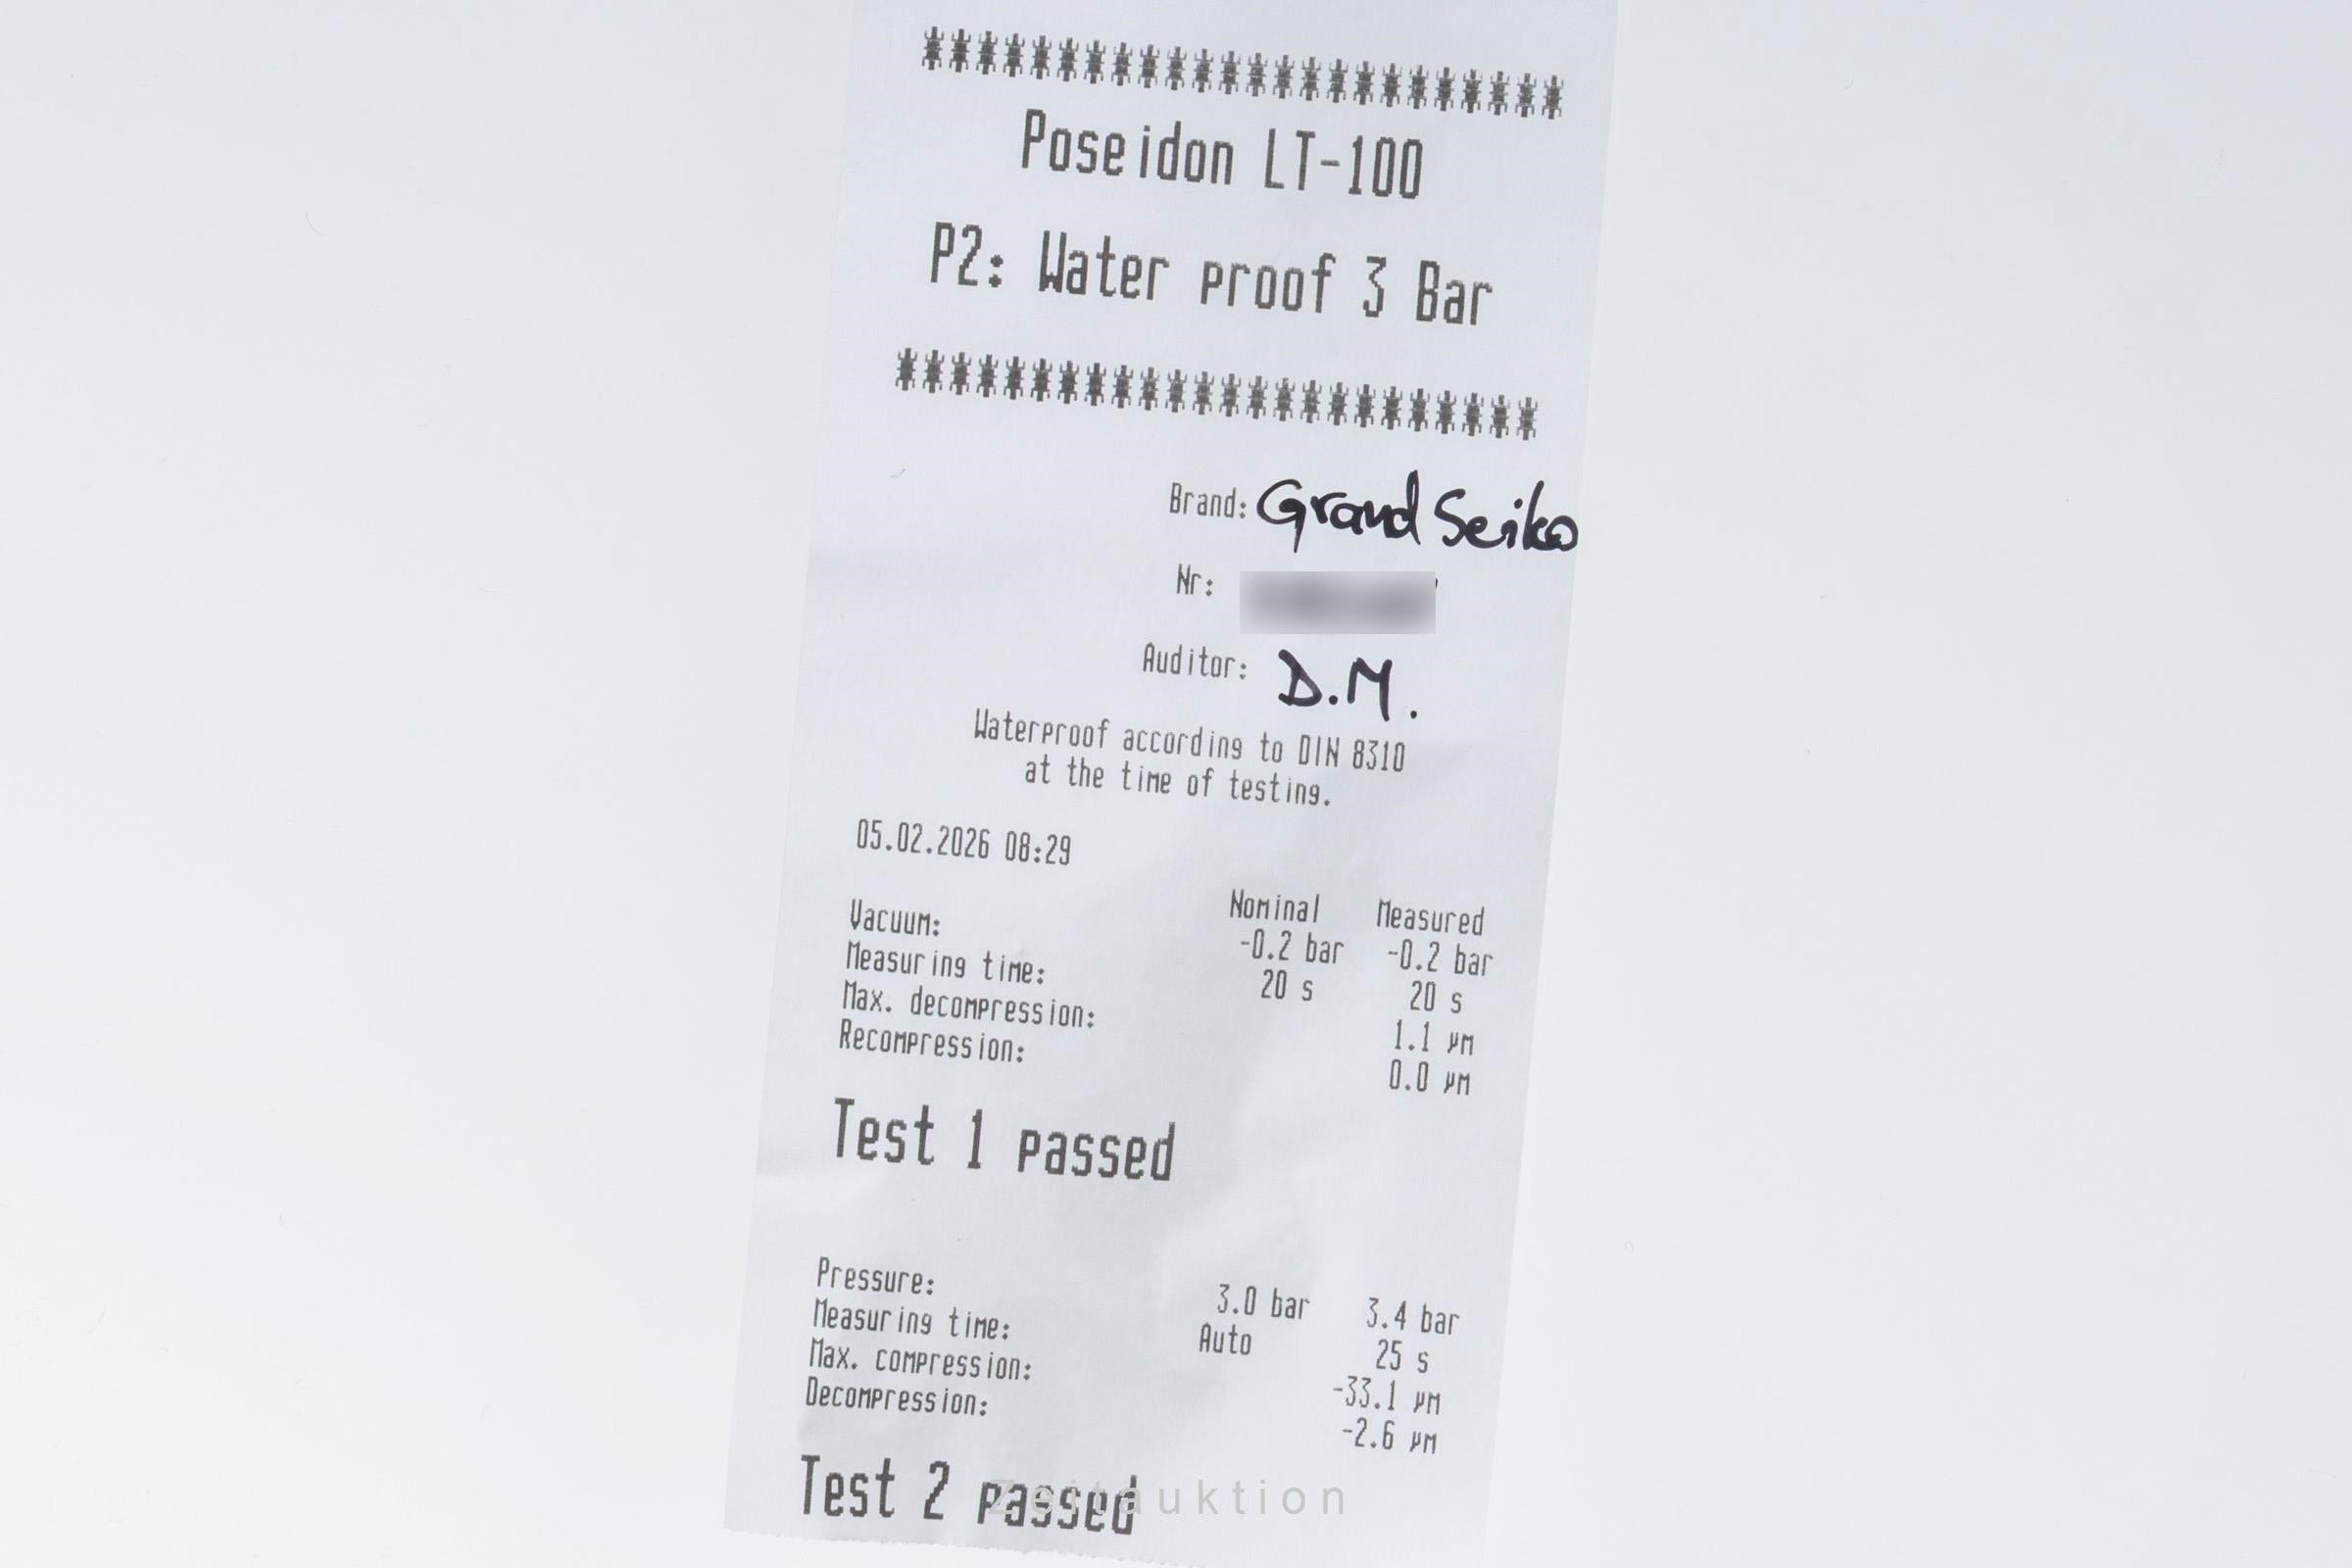 ************************
Poseidon LT-100
P2: Water proof 3 Bar
************************
Brand: Grand Seiko
Nr:
Auditor: D.M.
Waterproof according to DIN 8310
at the time of testing.
05.02.2026 08:29
Nominal Measured
Vacuum: -0.2 bar -0.2 bar
Measuring time: 20 s 20 s
Max. decompression: 1.1 µm
Recompression: 0.0 µm
Test 1 passed
Pressure: 3.0 bar 3.4 bar
Measuring time: Auto 25 s
Max. compression: -33.1 µm
Decompression: -2.6 µm
Test 2 passed
Zeitauktion